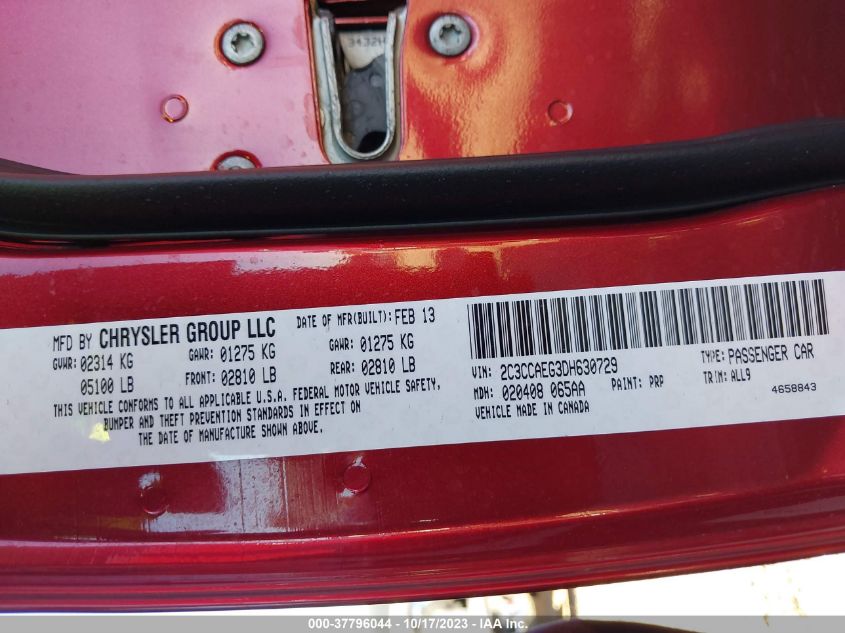 34321
MFD BY CHRYSLER GROUP LLC
DATE OF MFR(BUILT): FEB 13
GVWR: 02314 KG
GAWR: 01275 KG
GAWR: 01275 KG
05100 LB
FRONT: 02810 LB
REAR: 02810 LB
THIS VEHICLE CONFORMS TO ALL APPLICABLE U.S.A. FEDERAL MOTOR VEHICLE SAFETY,
BUMPER AND THEFT PREVENTION STANDARDS IN EFFECT ON
THE DATE OF MANUFACTURE SHOWN ABOVE.
VIN: 2C3CCAEG3DH630729
TYPE: PASSENGER CAR
MDH: 020408 065AA
PAINT: PRP
TRIM: ALL9
VEHICLE MADE IN CANADA
4658843
000-37796044 - 10/17/2023 - IAA Inc.